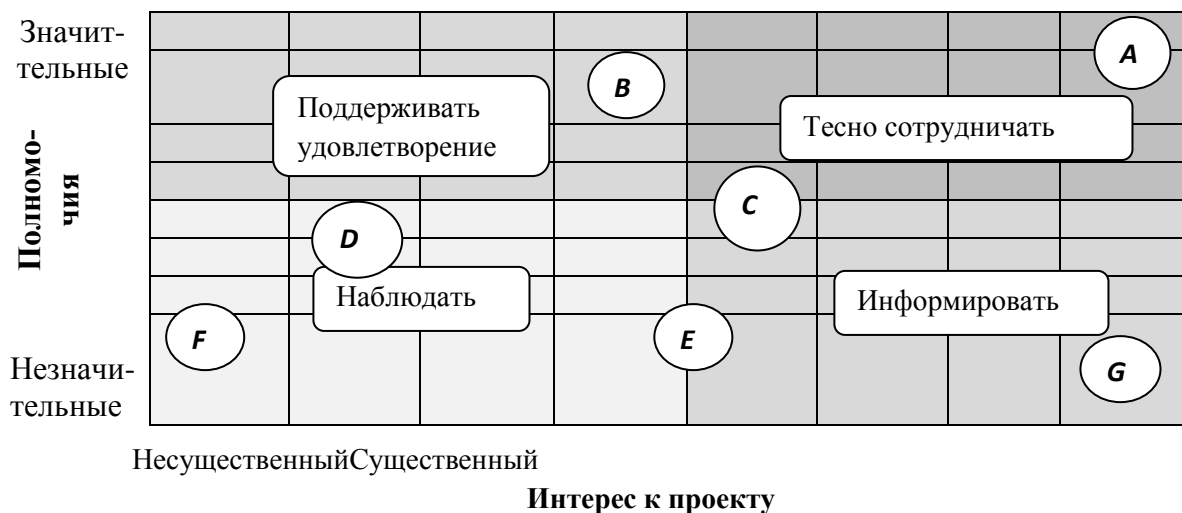 Значит-
тельные
A
B
Поддерживать
удовлетворение
Тесно сотрудничать
Полномо-
чия
C
D
Наблюдать
Информировать
F
E
G
Незначи-
тельные
НесущественныйСущественный
Интерес к проекту